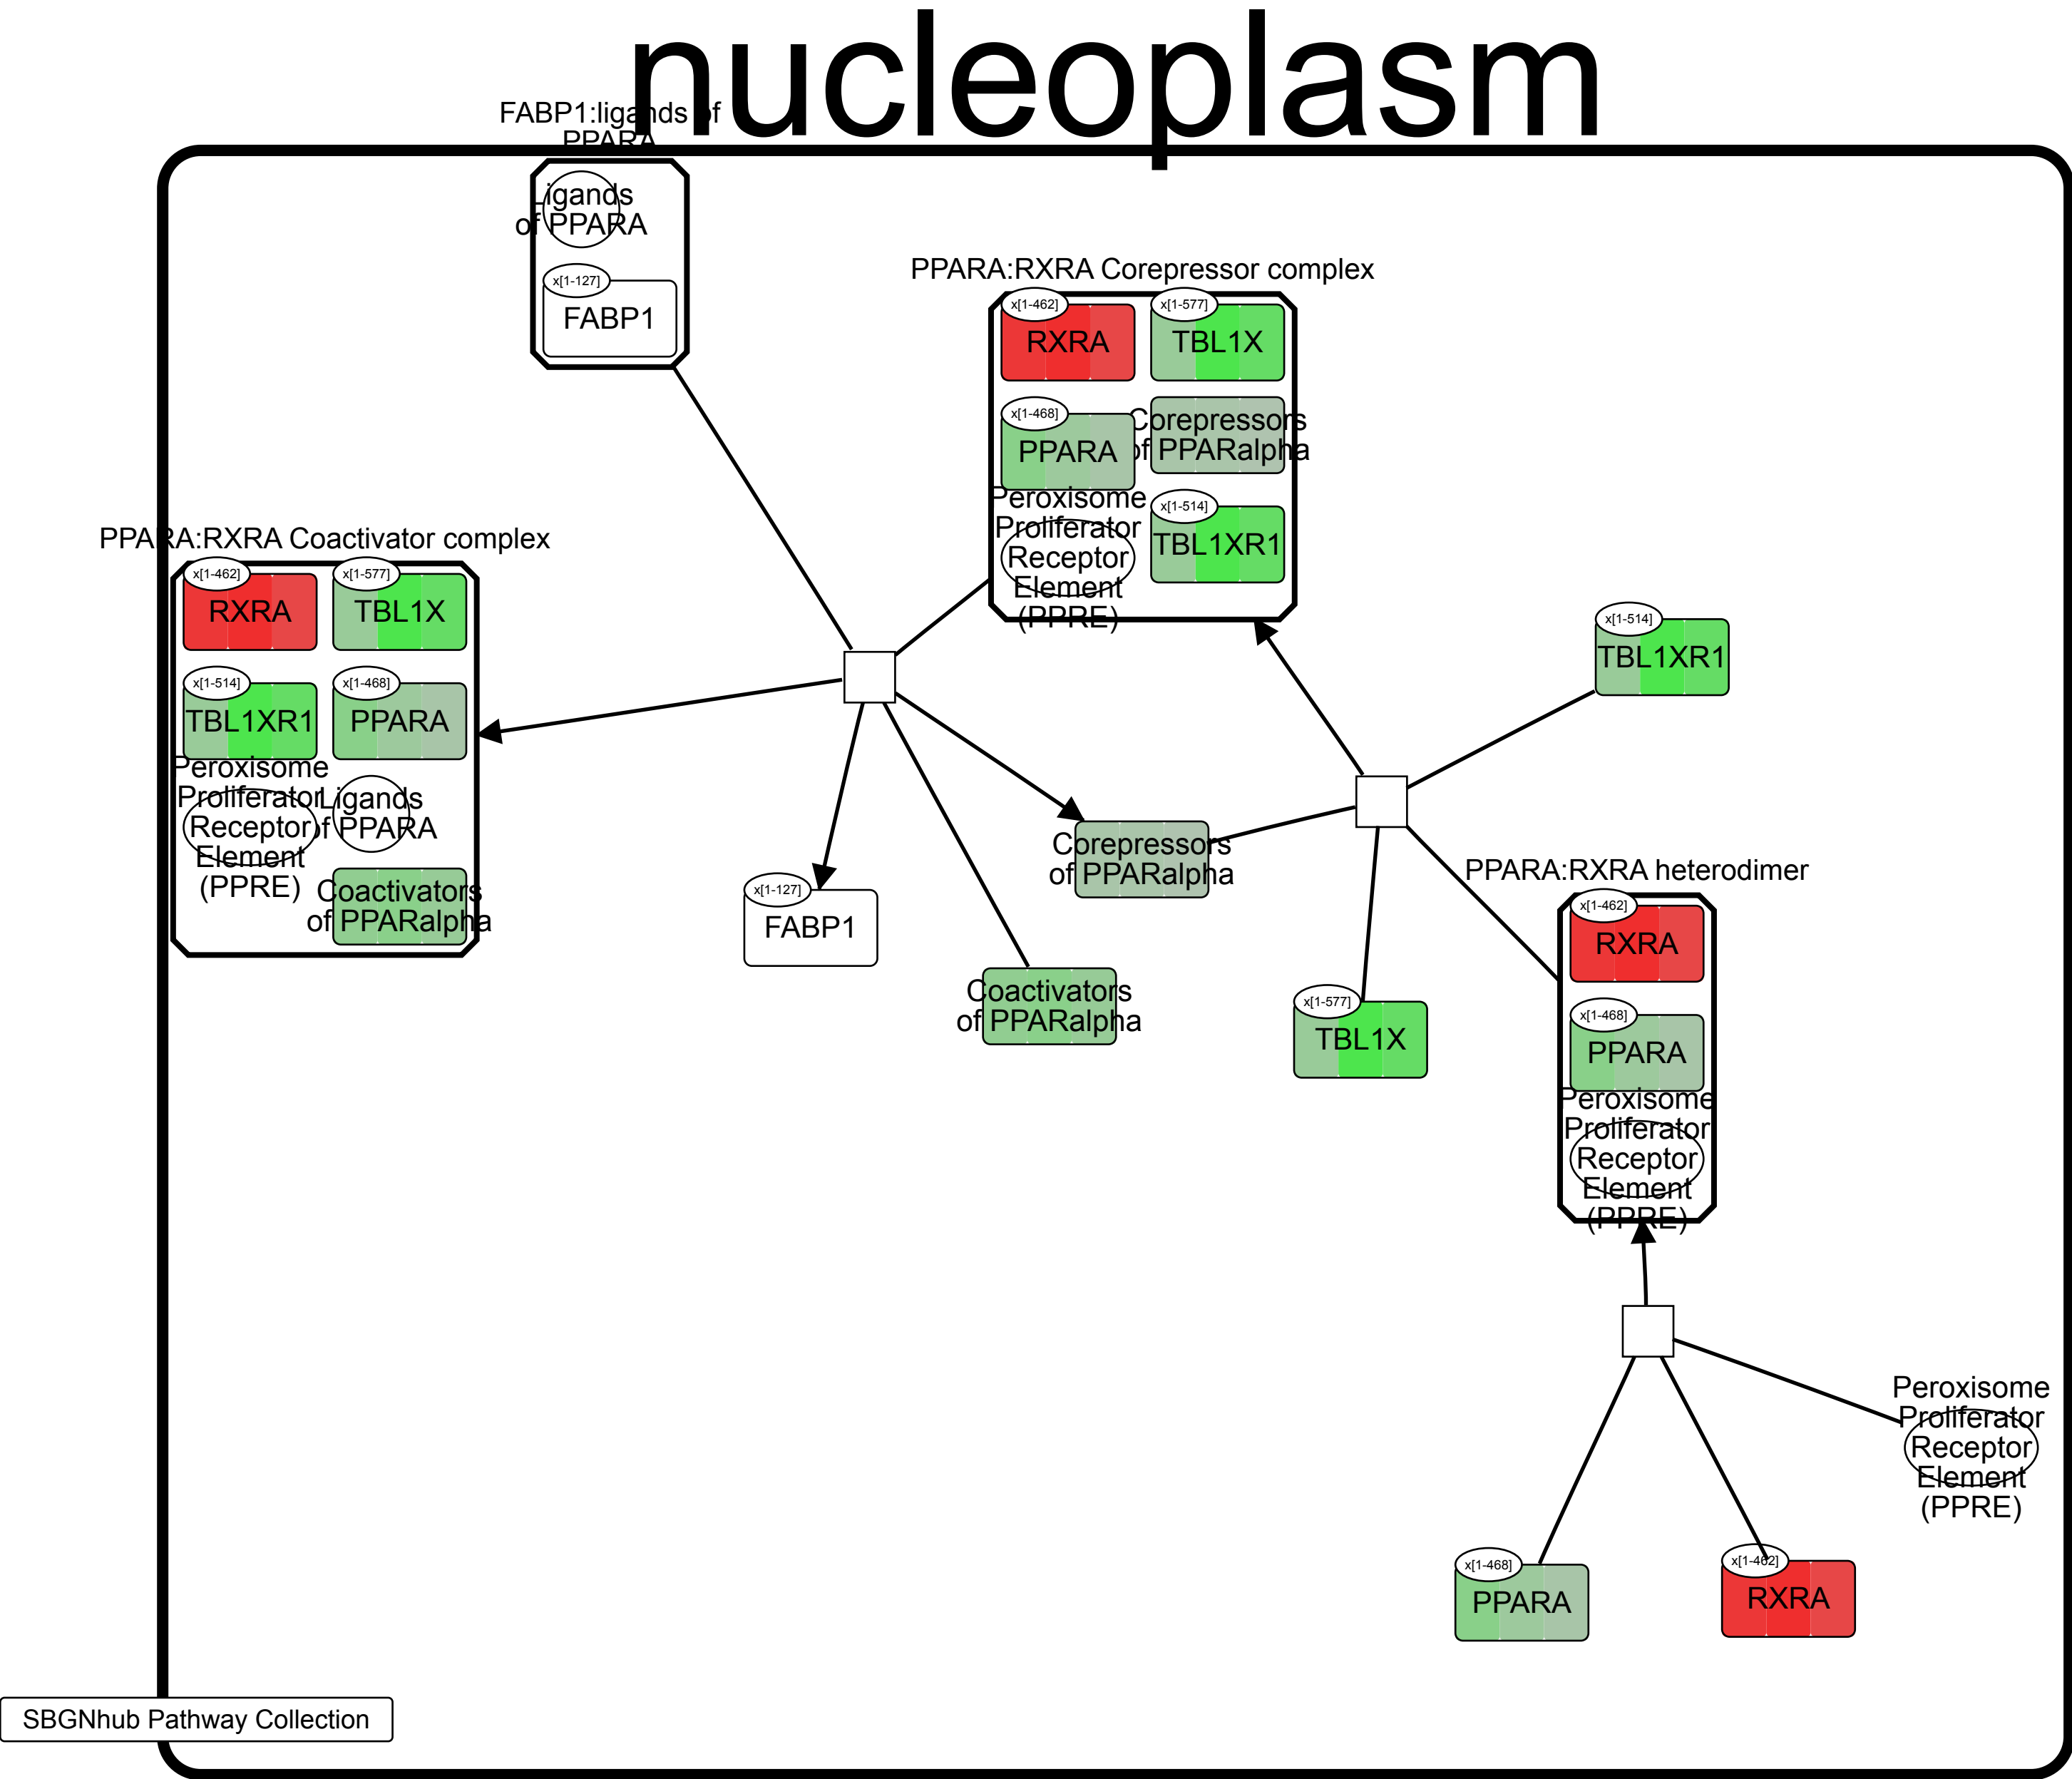 nucleoplasm
FABP1:ligands of
PPARA
Ligands
of PPARA
x[1-127]
FABP1
PPARA:RXRA Corepressor complex
x[1-462]
RXRA
x[1-577]
TBL1X
x[1-468]
PPARA
Corepressors
of PPARalpha
Peroxisome
Proliferator
Receptor
Element
(PPRE)
x[1-514]
TBL1XR1
PPARA:RXRA Coactivator complex
x[1-462]
RXRA
x[1-577]
TBL1X
x[1-514]
TBL1XR1
x[1-468]
PPARA
Peroxisome
Proliferator
Receptor
Element
(PPRE)
Ligands
of PPARA
Coactivators
of PPARalpha
x[1-514]
TBL1XR1
Corepressors
of PPARalpha
x[1-127]
FABP1
Coactivators
of PPARalpha
x[1-577]
TBL1X
PPARA:RXRA heterodimer
x[1-462]
RXRA
x[1-468]
PPARA
Peroxisome
Proliferator
Receptor
Element
(PPRE)
Peroxisome
Proliferator
Receptor
Element
(PPRE)
x[1-468]
PPARA
x[1-462]
RXRA
SBGNhub Pathway Collection